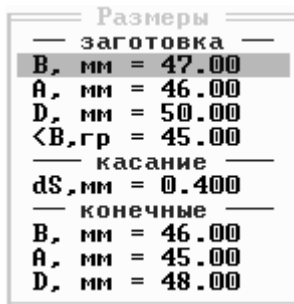 Размеры
заготовка
B, мм = 47.00
A, мм = 46.00
D, мм = 50.00
<B,гр = 45.00
касание
dS,мм = 0.400
конечные
B, мм = 46.00
A, мм = 45.00
D, мм = 48.00